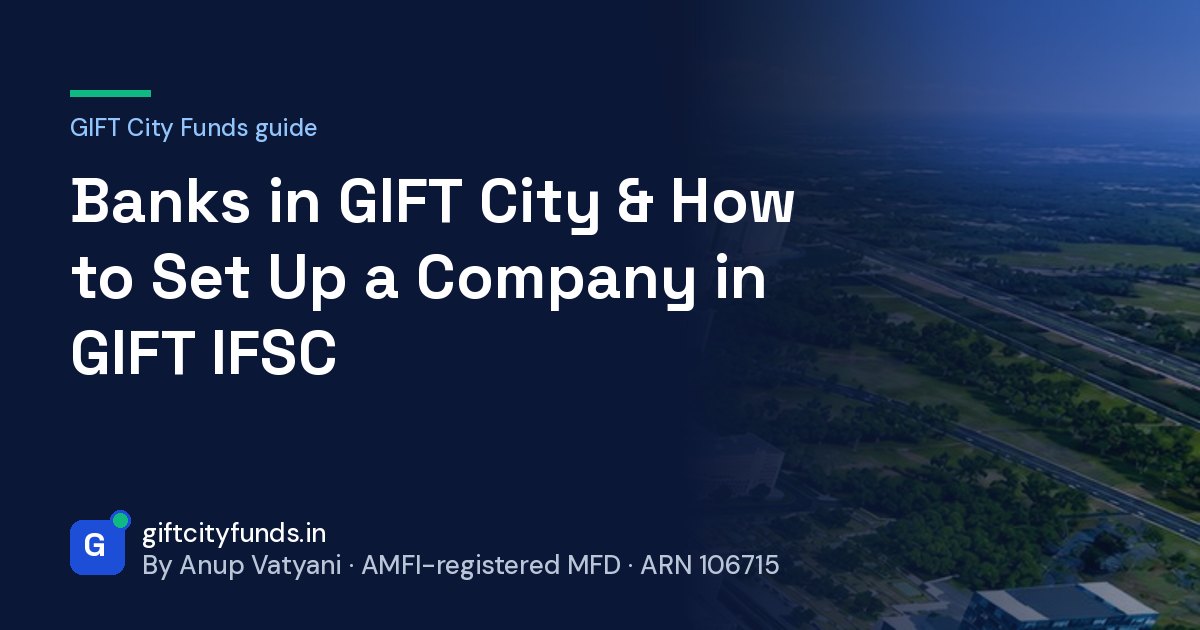 GIFT City Funds guide
Banks in GIFT City & How
to Set Up a Company in
GIFT IFSC
G
giftcityfunds.in
By Anup Vatyani · AMFI-registered MFD · ARN 106715